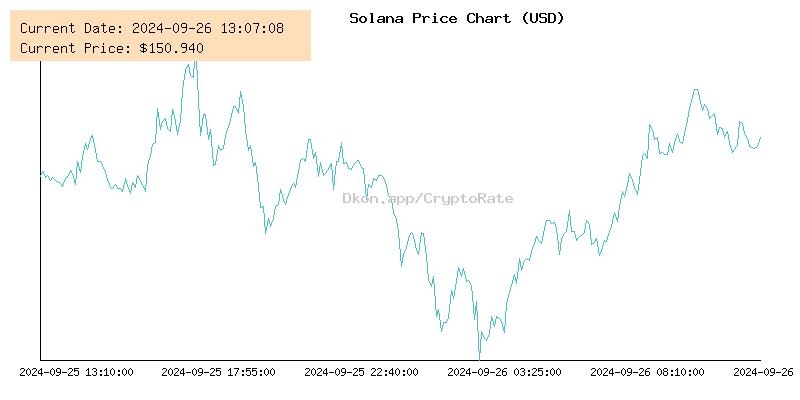 Solana Price Chart (USD)
Current Date: 2024-09-26 13:07:08
Current Price: $150.940
Dkon.app/CryptoRate
2024-09-25 13:10:00 2024-09-25 17:55:00 2024-09-25 22:40:00 2024-09-26 03:25:00 2024-09-26 08:10:00 2024-09-26